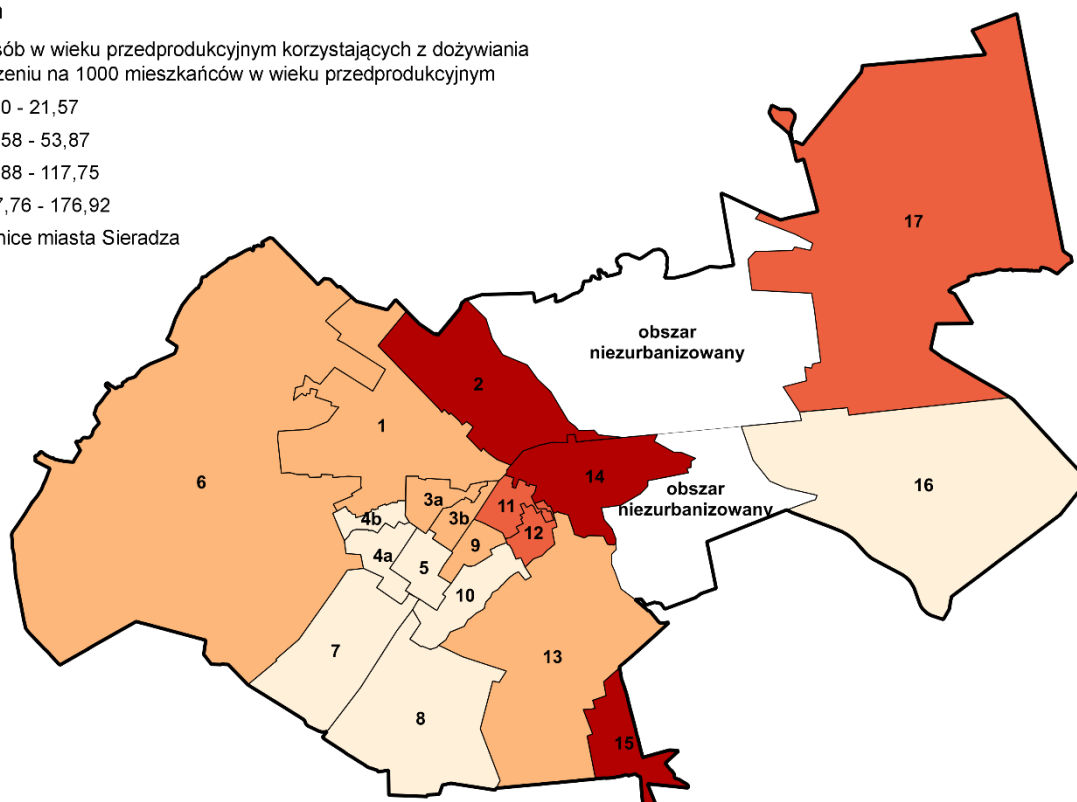 a
sób w wieku przedprodukcyjnym korzystających z dożywiania
zeniu na 1000 mieszkańców w wieku przedprodukcyjnym
0 - 21,57
58 - 53,87
88 - 117,75
7,76 - 176,92
nice miasta Sieradza
17
obszar
niezurbanizowany
2
1
6
14
16
obszar
niezurbanizowany
3a
11
3b
4b
12
9
4a
5
10
7
13
8
15